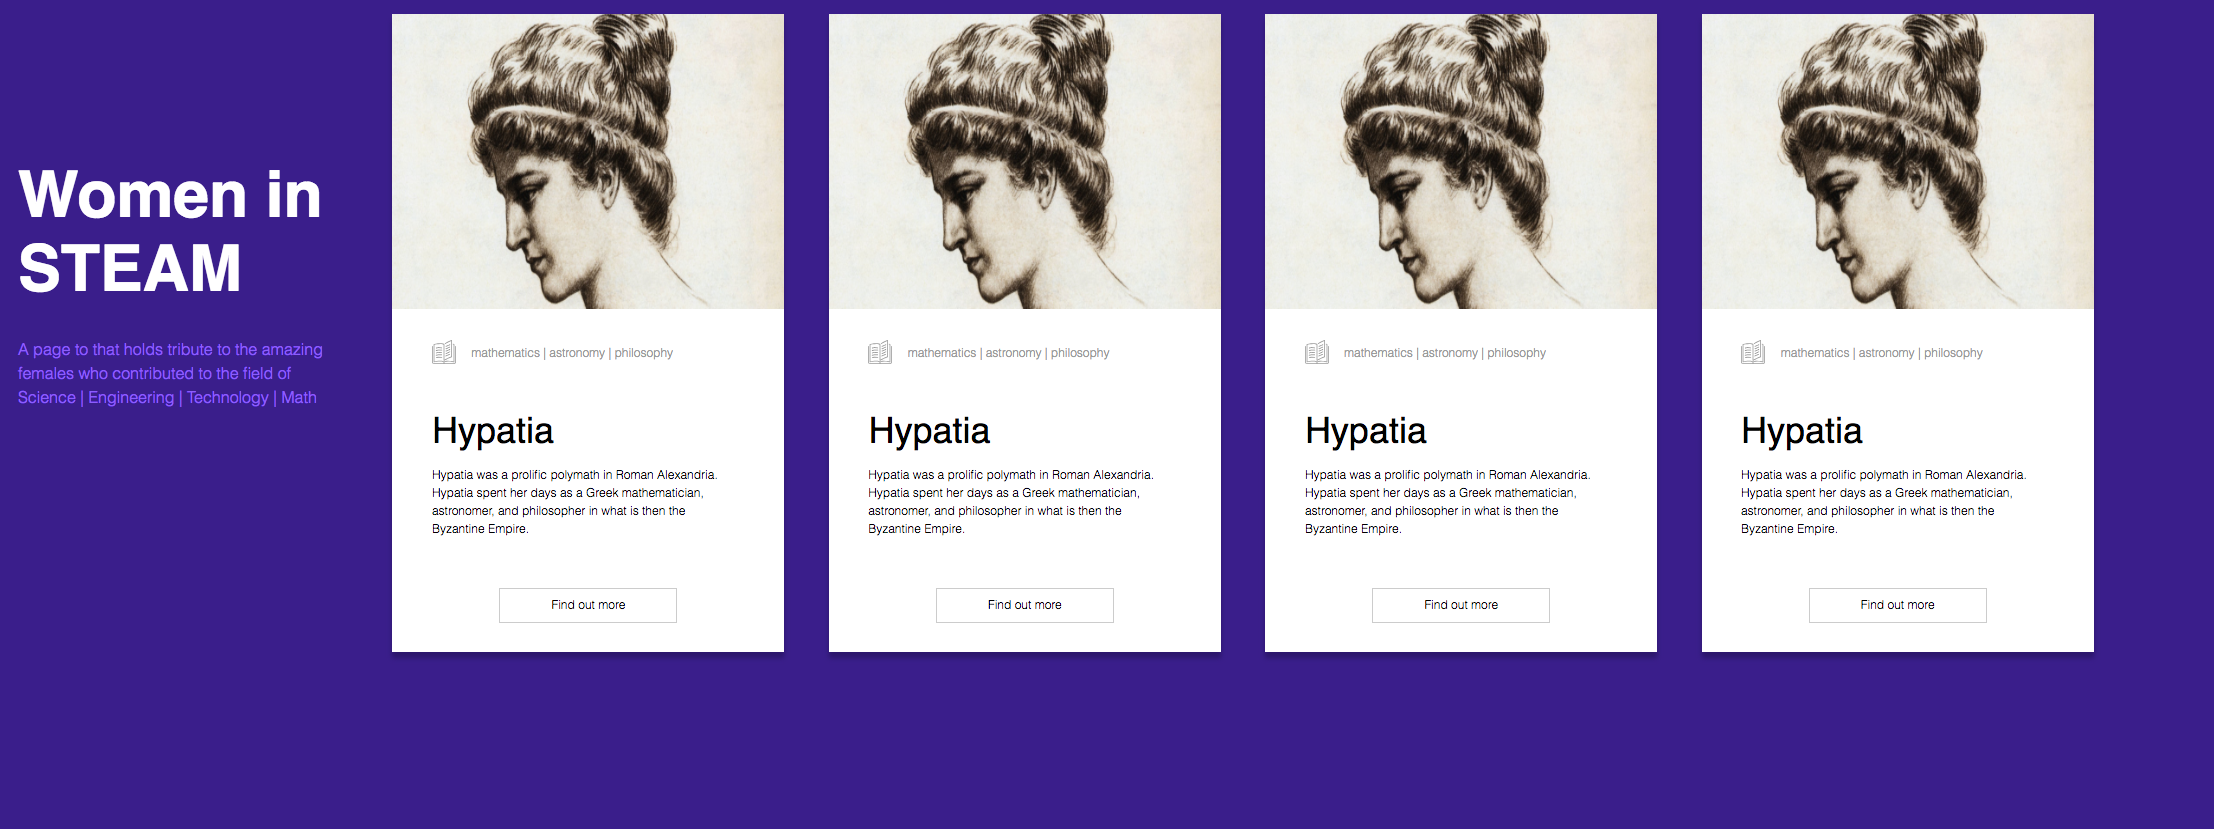 Women in
STEAM
A page to that holds tribute to the amazing
females who contributed to the field of
Science | Engineering | Technology | Math
mathematics | astronomy | philosophy
Hypatia
Hypatia was a prolific polymath in Roman Alexandria.
Hypatia spent her days as a Greek mathematician,
astronomer, and philosopher in what is then the
Byzantine Empire.
Find out more
mathematics | astronomy | philosophy
Hypatia
Hypatia was a prolific polymath in Roman Alexandria.
Hypatia spent her days as a Greek mathematician,
astronomer, and philosopher in what is then the
Byzantine Empire.
Find out more
mathematics | astronomy | philosophy
Hypatia
Hypatia was a prolific polymath in Roman Alexandria.
Hypatia spent her days as a Greek mathematician,
astronomer, and philosopher in what is then the
Byzantine Empire.
Find out more
mathematics | astronomy | philosophy
Hypatia
Hypatia was a prolific polymath in Roman Alexandria.
Hypatia spent her days as a Greek mathematician,
astronomer, and philosopher in what is then the
Byzantine Empire.
Find out more